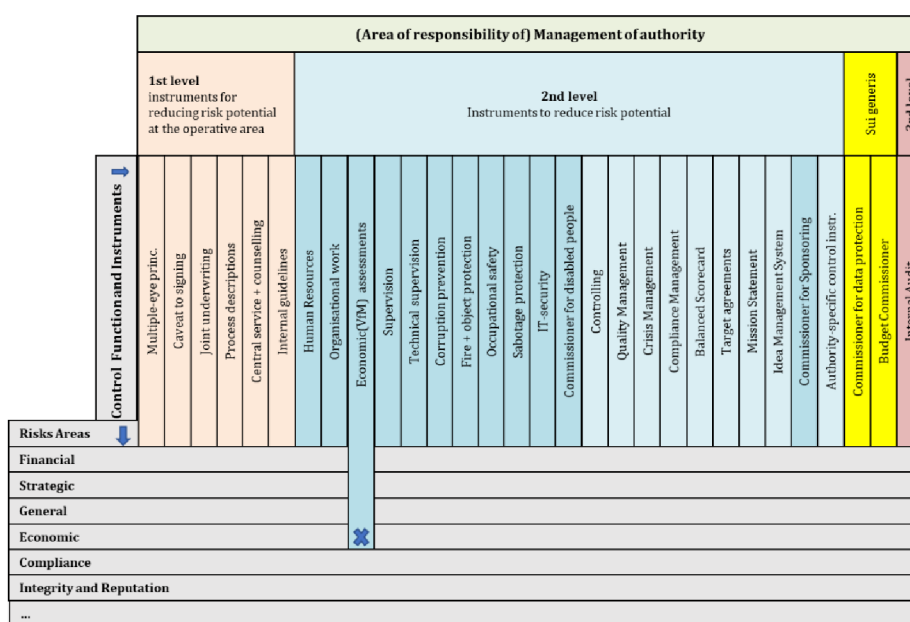 (Area of responsibility of) Management of authority
1st level
instruments for
reducing risk potential
at the operative area
2nd level
Instruments to reduce risk potential
Sui generis
Control Function and Instruments
Multiple-eye princ.
Caveat to signing
Joint underwriting
Process descriptions
Central service + counselling
Internal guidelines
Human Resources
Organisational work
Economic(VfM) assessments
Supervision
Technical supervision
Corruption prevention
Fire + object protection
Occupational safety
Sabotage protection
IT-security
Commissioner for disabled people
Controlling
Quality Management
Crisis Management
Compliance Management
Balanced Scorecard
Target agreements
Mission Statement
Idea Management System
Commissioner for Sponsoring
Authority-specific control instr.
Commissioner for data protection
Budget Commissioner
Risks Areas
Financial
Strategic
General
Economic
Compliance
Integrity and Reputation
...